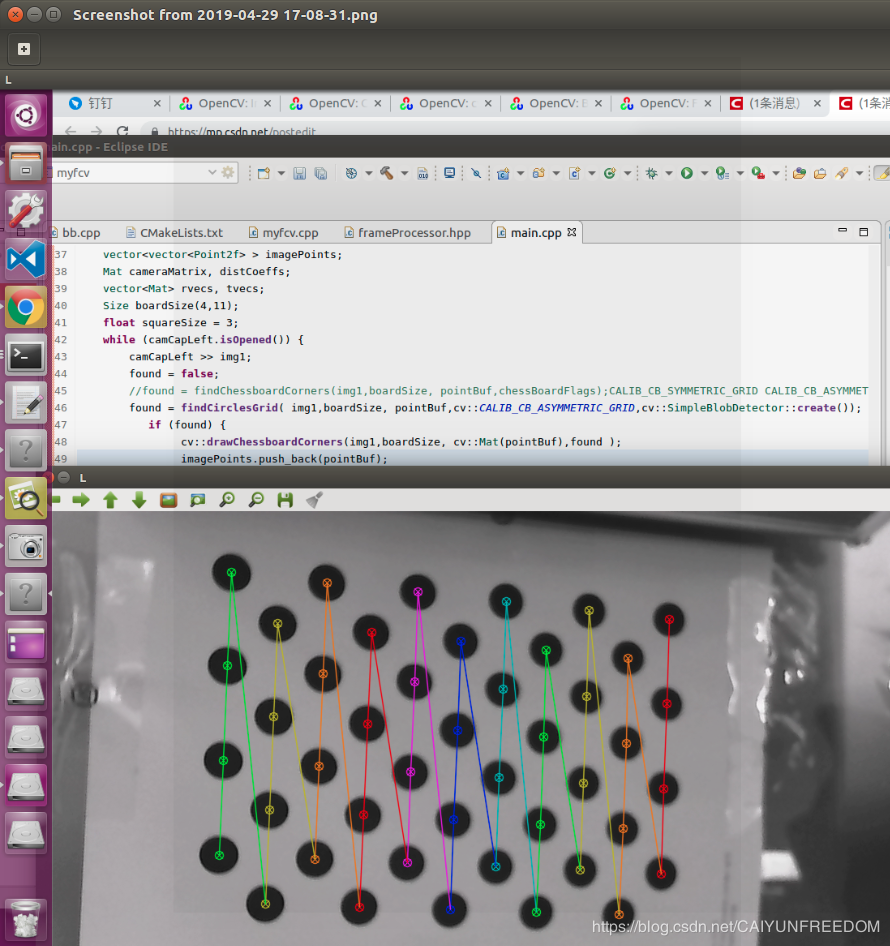 Screenshot from 2019-04-29 17-08-31.png
L
钉钉
OpenCV:
OpenCV:
OpenCV:
OpenCV:
OpenCV:
(1条消息)
https://mp.csdn.net/postedit
main.cpp - Eclipse IDE
myfcv
bb.cpp CMakeLists.txt myfcv.cpp frameProcessor.hpp main.cpp
37 vector<vector<Point2f> > imagePoints;
38 Mat cameraMatrix, distCoeffs;
39 vector<Mat> rvecs, tvecs;
40 Size boardSize(4,11);
41 float squareSize = 3;
42 while (camCapLeft.isOpened()) {
43 camCapLeft >> img1;
44 found = false;
45 //found = findChessboardCorners(img1,boardSize, pointBuf,chessBoardFlags);CALIB_CB_SYMMETRIC_GRID CALIB_CB_ASYMMET
46 found = findCirclesGrid( img1,boardSize, pointBuf,cv::CALIB_CB_ASYMMETRIC_GRID,cv::SimpleBlobDetector::create());
47 if (found) {
48 cv::drawChessboardCorners(img1,boardSize, cv::Mat(pointBuf),found );
49 imagePoints.push_back(pointBuf);
L
https://blog.csdn.net/CAIYUNFREEDOM